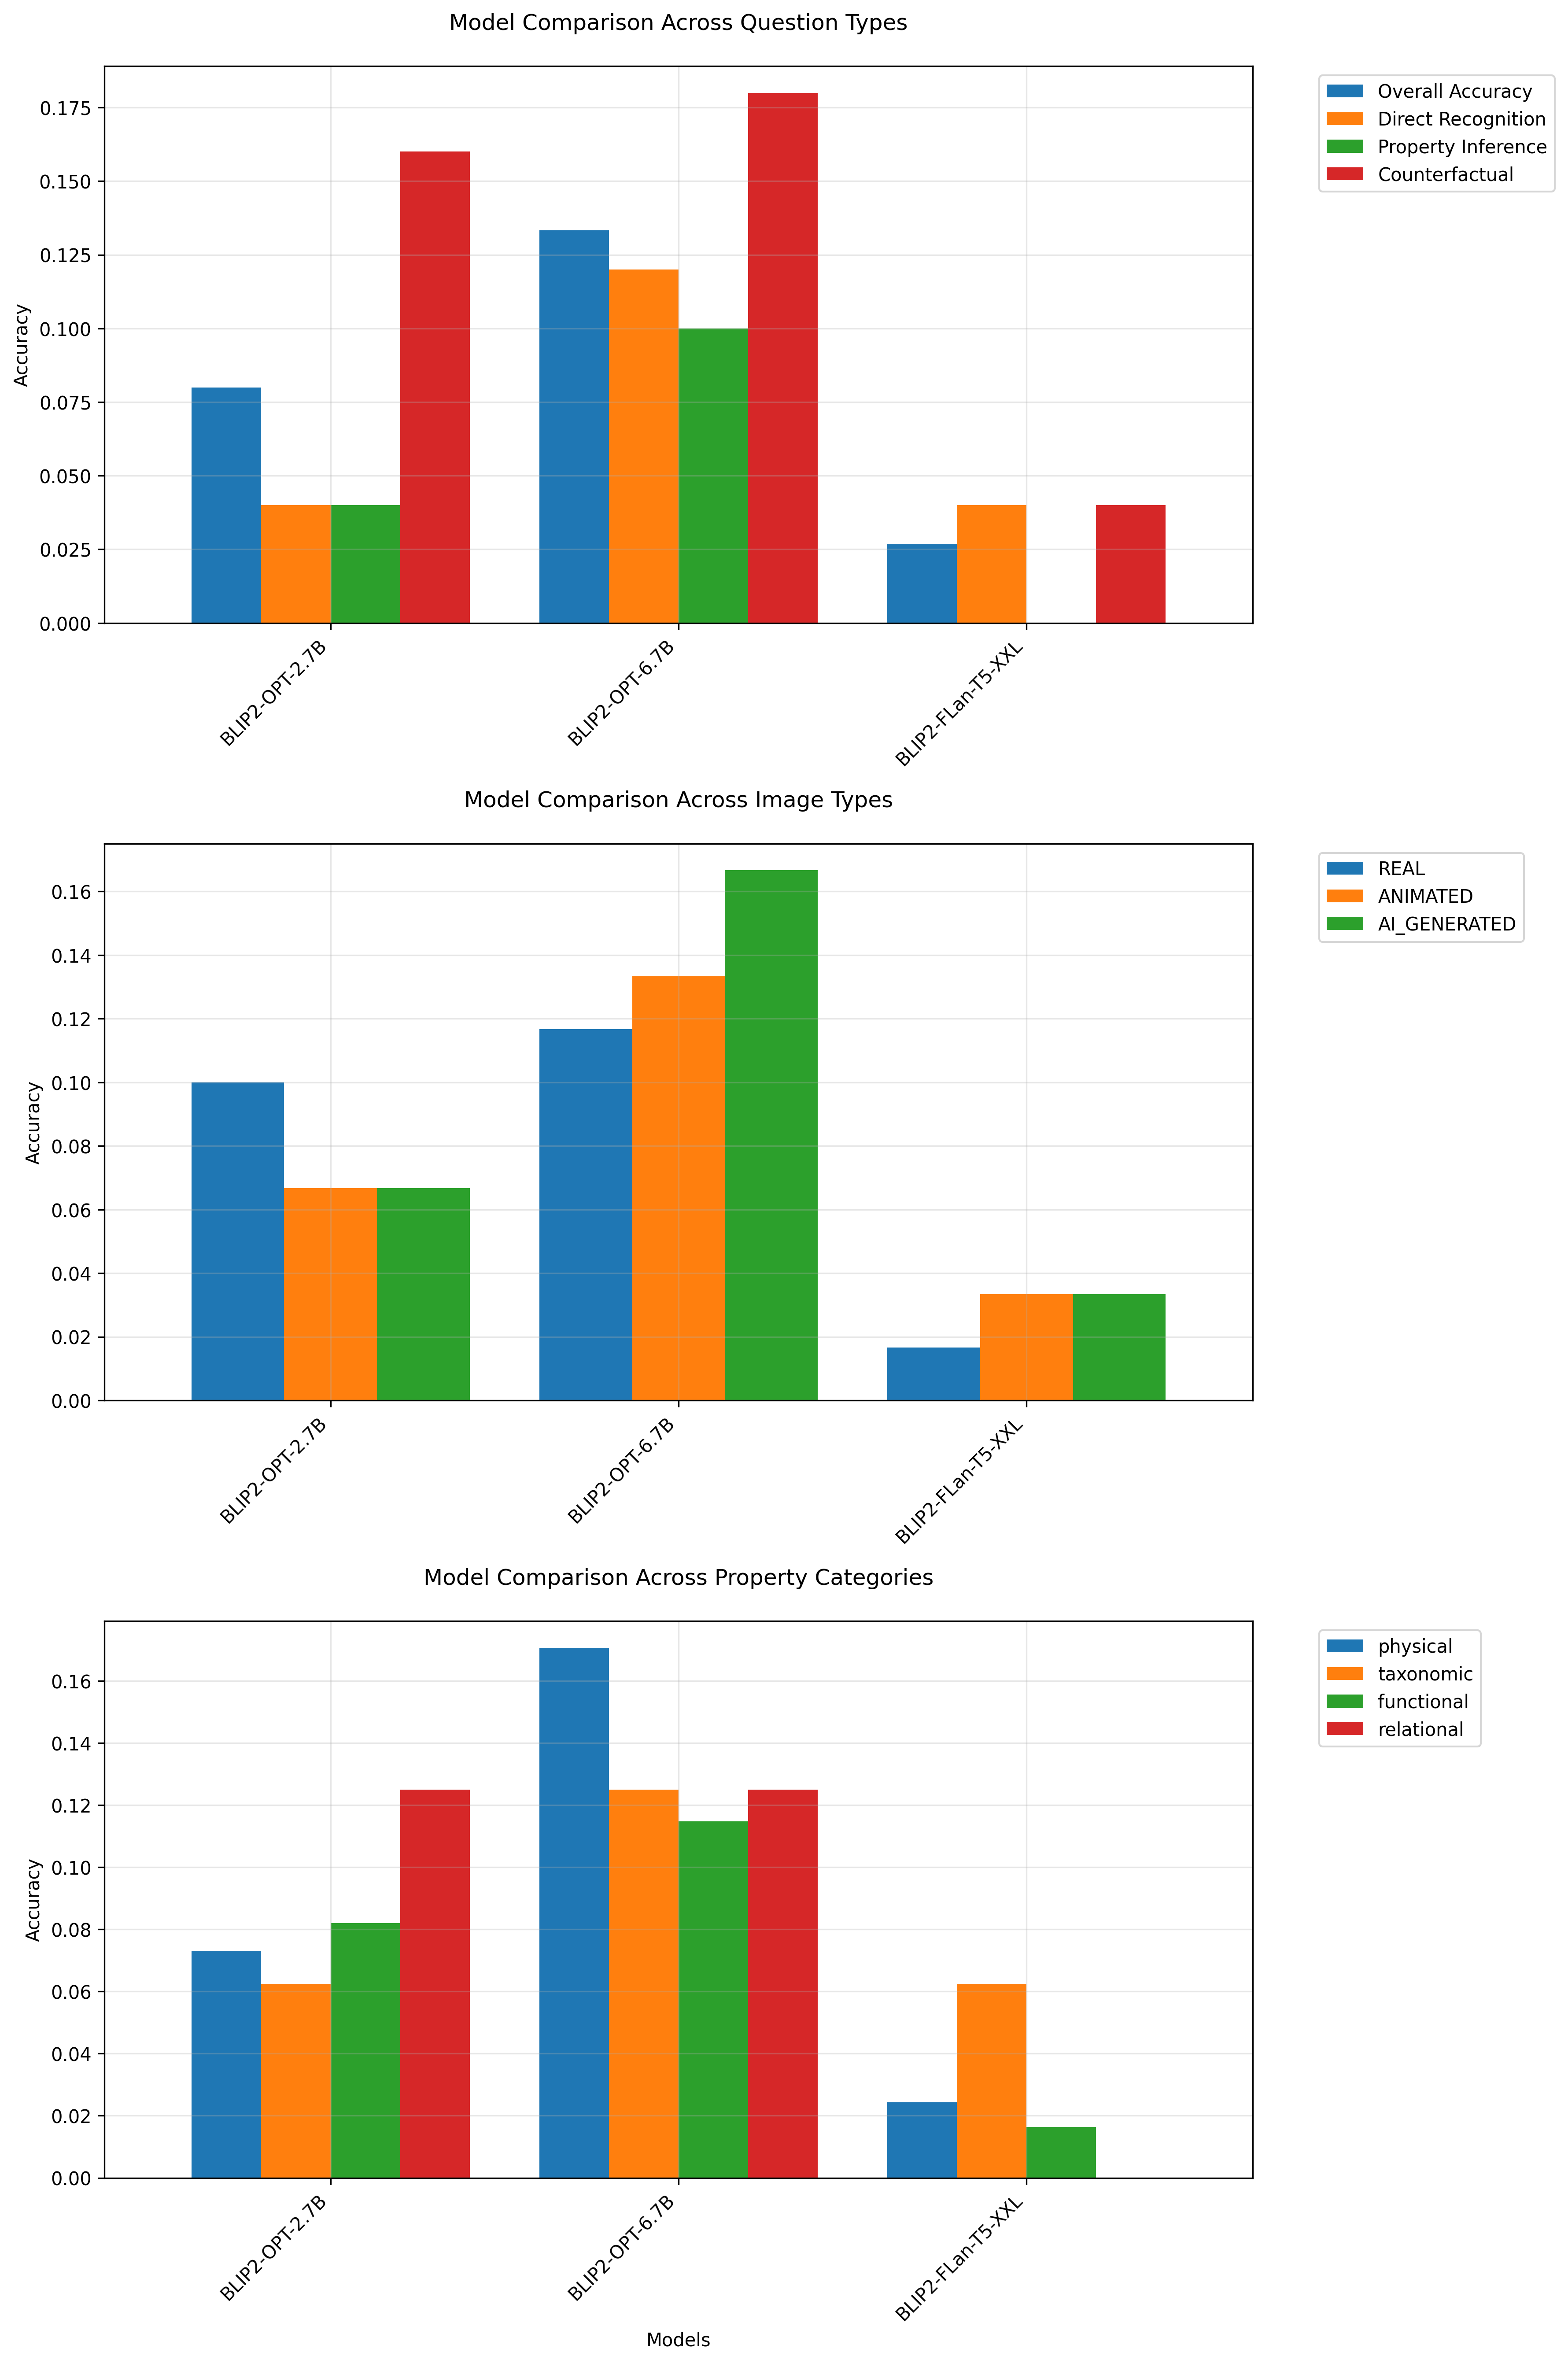 Model Comparison Across Question Types
Accuracy
0.175
0.150
0.125
0.100
0.075
0.050
0.025
0.000
BLIP2-OPT-2.7B
BLIP2-OPT-6.7B
BLIP2-FLan-T5-XXL
Overall Accuracy
Direct Recognition
Property Inference
Counterfactual
Model Comparison Across Image Types
Accuracy
0.16
0.14
0.12
0.10
0.08
0.06
0.04
0.02
0.00
BLIP2-OPT-2.7B
BLIP2-OPT-6.7B
BLIP2-FLan-T5-XXL
REAL
ANIMATED
AI_GENERATED
Model Comparison Across Property Categories
Accuracy
0.16
0.14
0.12
0.10
0.08
0.06
0.04
0.02
0.00
BLIP2-OPT-2.7B
BLIP2-OPT-6.7B
BLIP2-FLan-T5-XXL
Models
physical
taxonomic
functional
relational